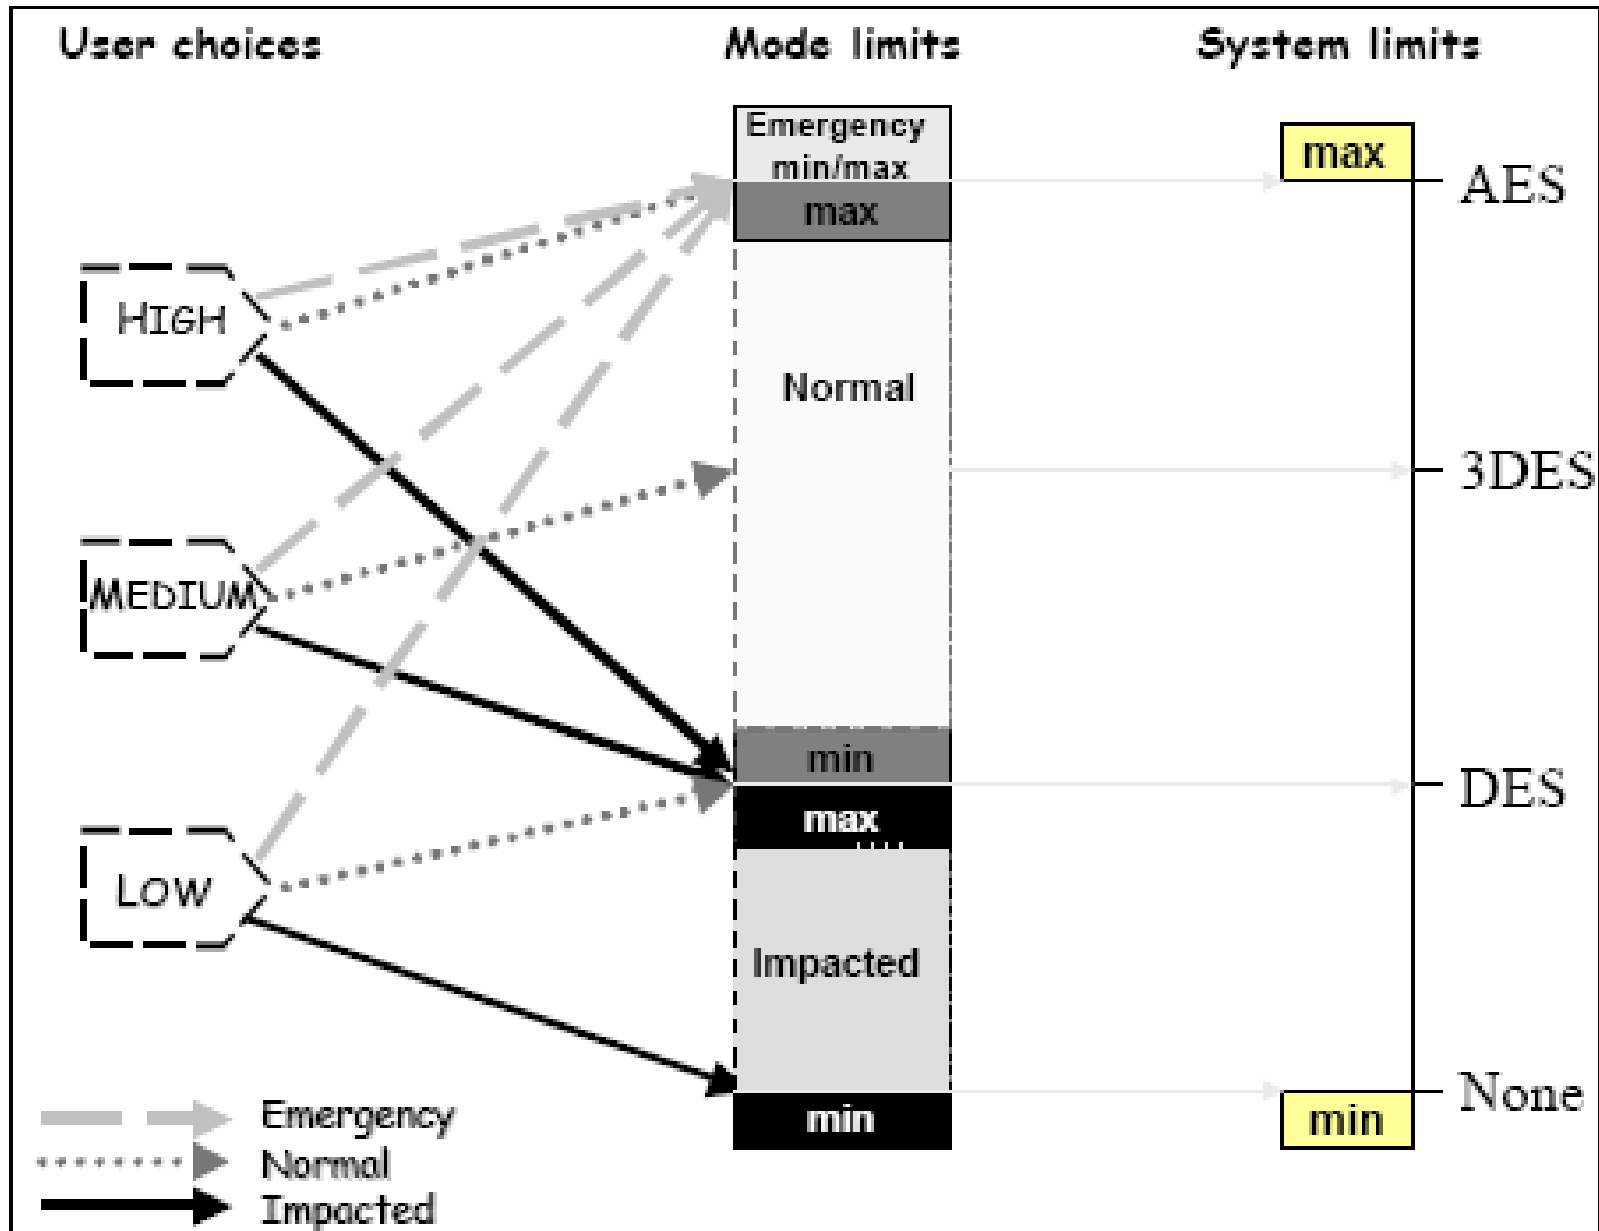 User choices
Mode limits
System limits
Emergency
min/max
max
max
AES
HIGH
Normal
3DES
MEDIUM
min
DES
max
LOW
Impacted
None
min
min
Emergency
Normal
Impacted